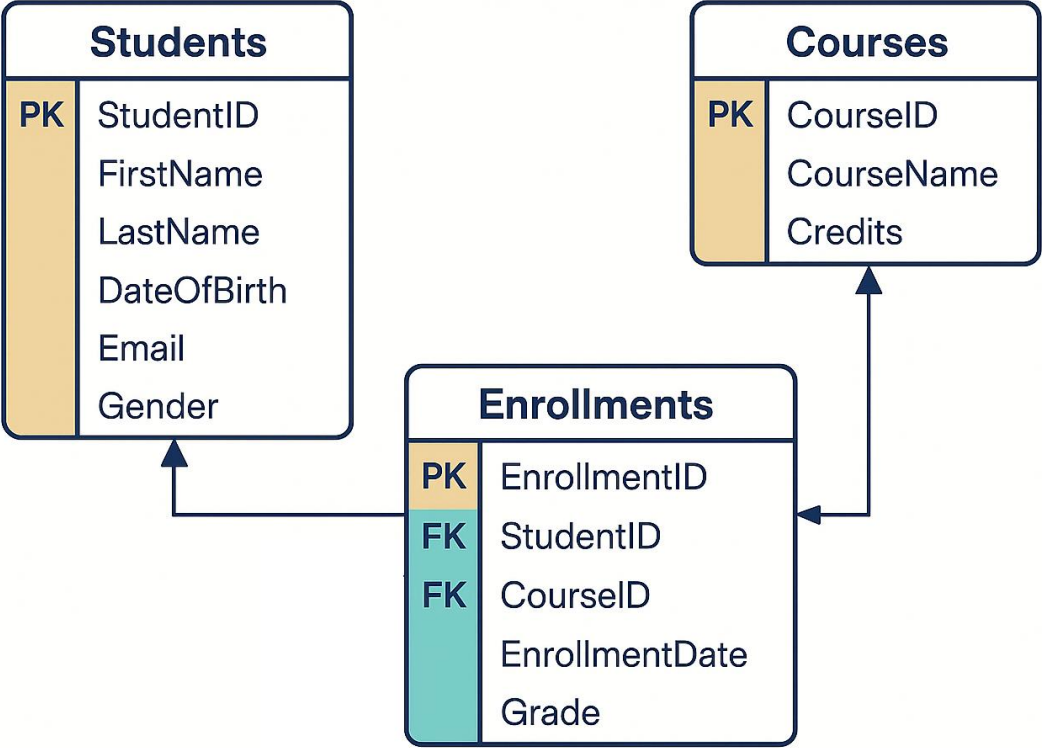 Students
PK StudentID
FirstName
LastName
DateOfBirth
Email
Gender
Courses
PK CourseID
CourseName
Credits
Enrollments
PK EnrollmentID
FK StudentID
FK CourseID
EnrollmentDate
Grade